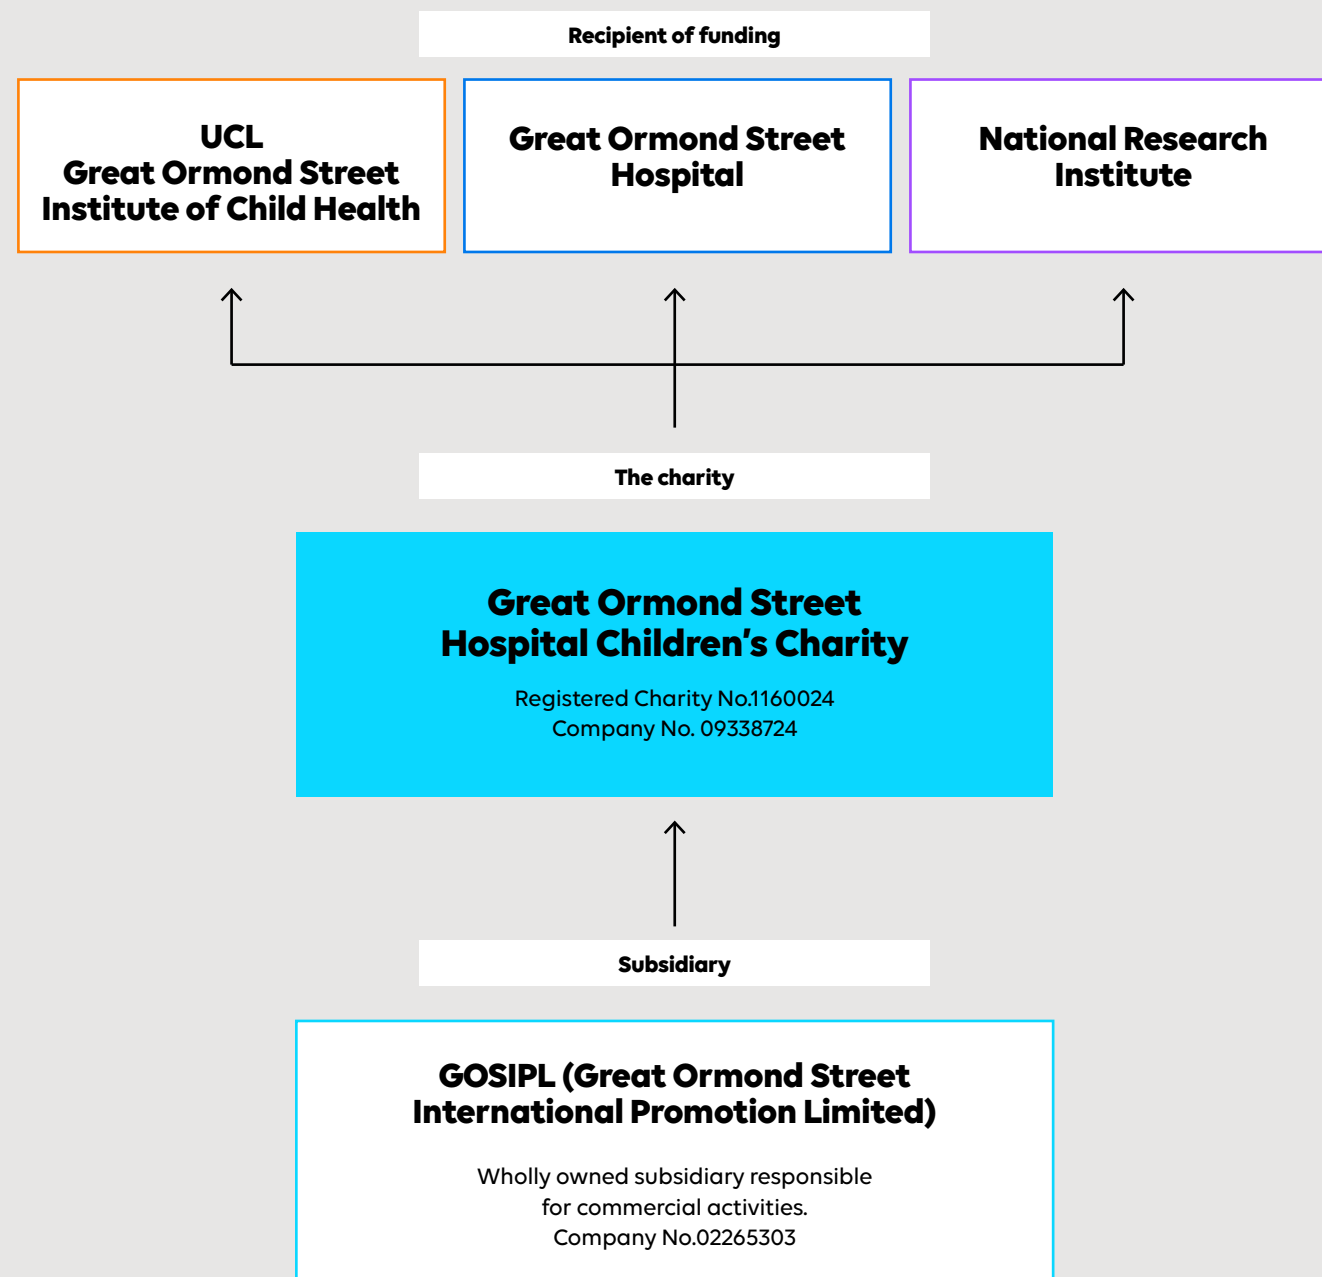 Recipient of funding
UCL
Great Ormond Street
Institute of Child Health
Great Ormond Street
Hospital
National Research
Institute
The charity
Great Ormond Street
Hospital Children’s Charity
Registered Charity No.1160024
Company No. 09338724
Subsidiary
GOSIPL (Great Ormond Street
International Promotion Limited)
Wholly owned subsidiary responsible
for commercial activities.
Company No.02265303